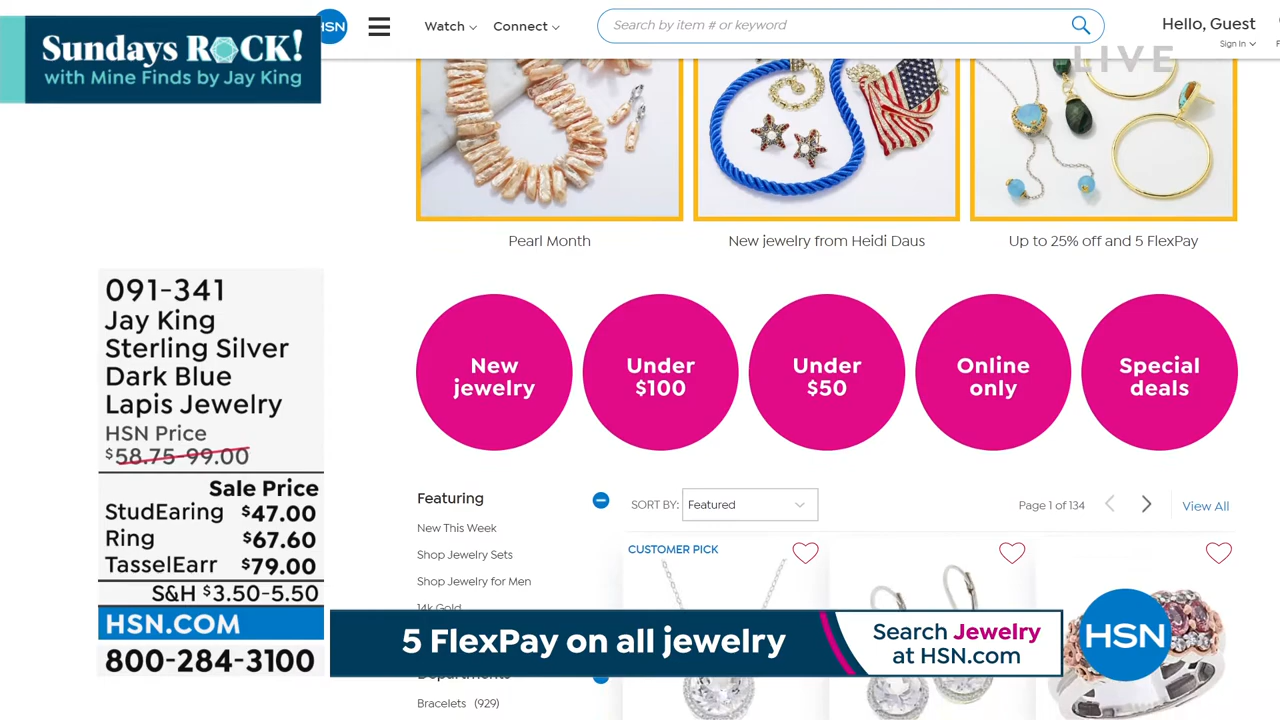 Sundays ROCK!
with Mine Finds by Jay King
HSN
Watch
Connect
Search by item # or keyword
Hello, Guest
Sign In
LIVE
Pearl Month
New jewelry from Heidi Daus
Up to 25% off and 5 FlexPay
091-341
Jay King
Sterling Silver
Dark Blue
Lapis Jewelry
HSN Price
$58.75-99.00
Sale Price
StudEaring $47.00
Ring $67.60
TasselEarr $79.00
S&H $3.50-5.50
HSN.COM
800-284-3100
New
jewelry
Under
$100
Under
$50
Online
only
Special
deals
Featuring
New This Week
Shop Jewelry Sets
Shop Jewelry for Men
14k Gold
Departments
Bracelets (929)
SORT BY: Featured
Page 1 of 134
View All
CUSTOMER PICK
5 FlexPay on all jewelry
Search Jewelry
at HSN.com
HSN